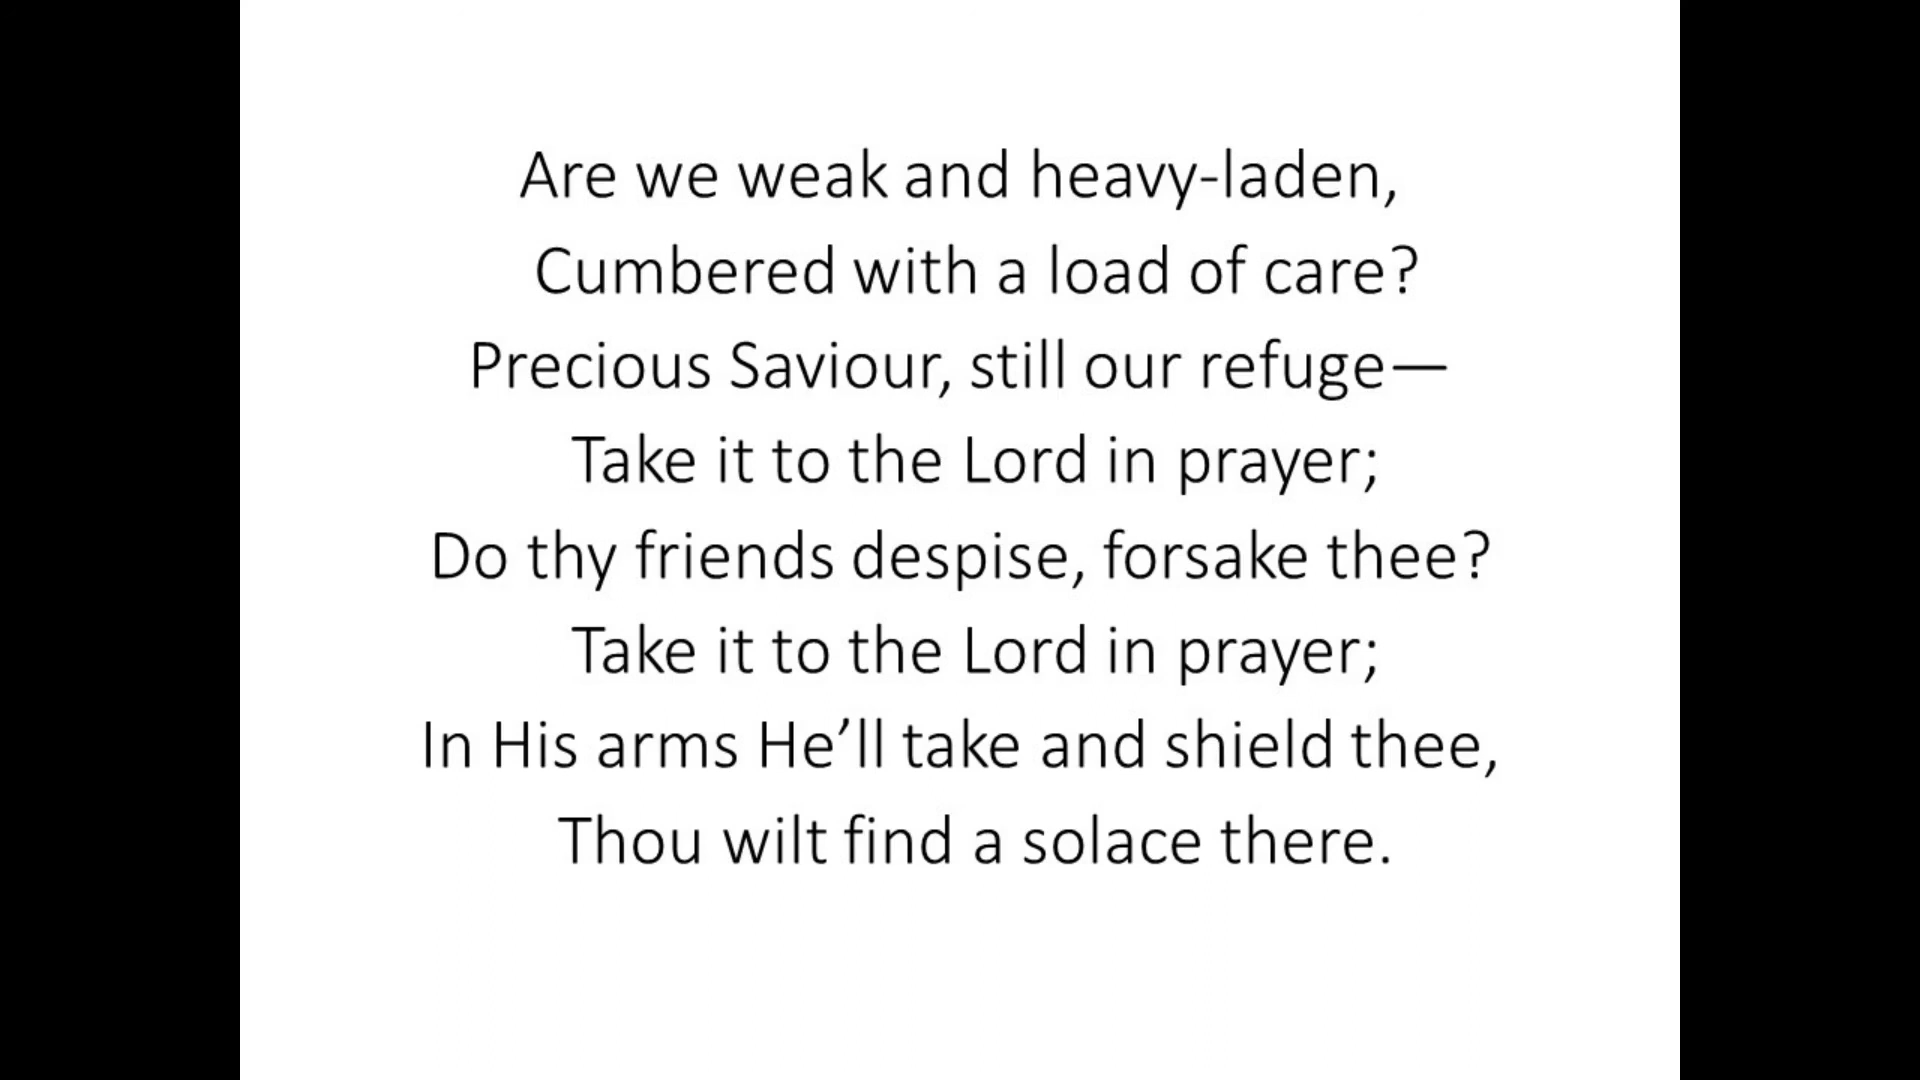 Are we weak and heavy-laden,
Cumbered with a load of care?
Precious Saviour, still our refuge—
Take it to the Lord in prayer;
Do thy friends despise, forsake thee?
Take it to the Lord in prayer;
In His arms He’ll take and shield thee,
Thou wilt find a solace there.